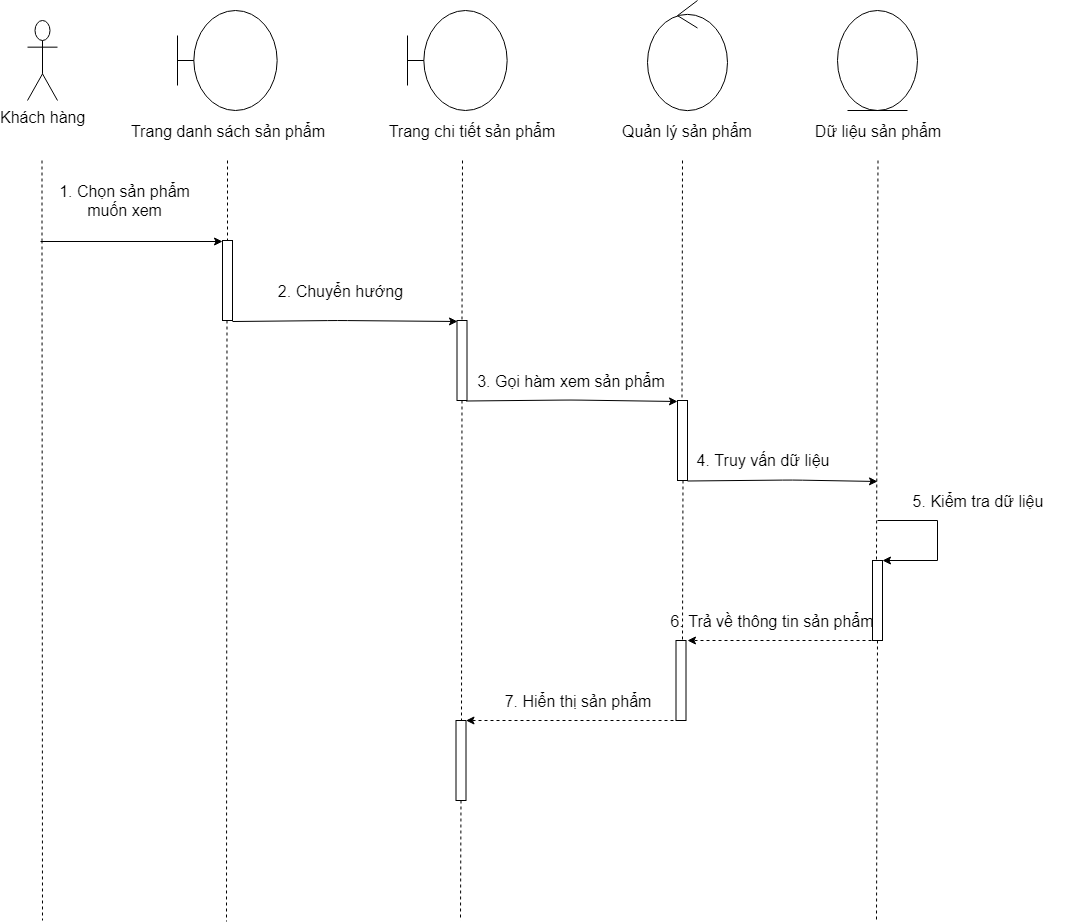 Khách hàng
Trang danh sách sản phẩm
Trang chi tiết sản phẩm
Quản lý sản phẩm
Dữ liệu sản phẩm
1. Chọn sản phẩm
muốn xem
2. Chuyển hướng
3. Gọi hàm xem sản phẩm
4. Truy vấn dữ liệu
5. Kiểm tra dữ liệu
6. Trả về thông tin sản phẩm
7. Hiển thị sản phẩm